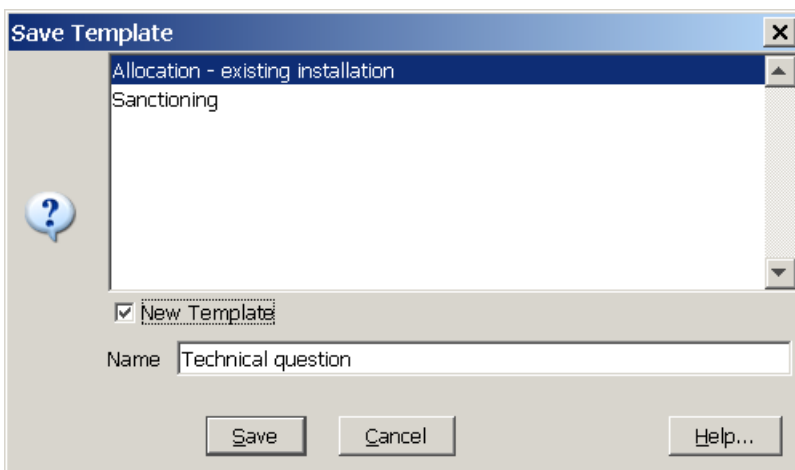 Save Template
Allocation - existing installation
Sanctioning
New Template
Name Technical question
Save Cancel Help...